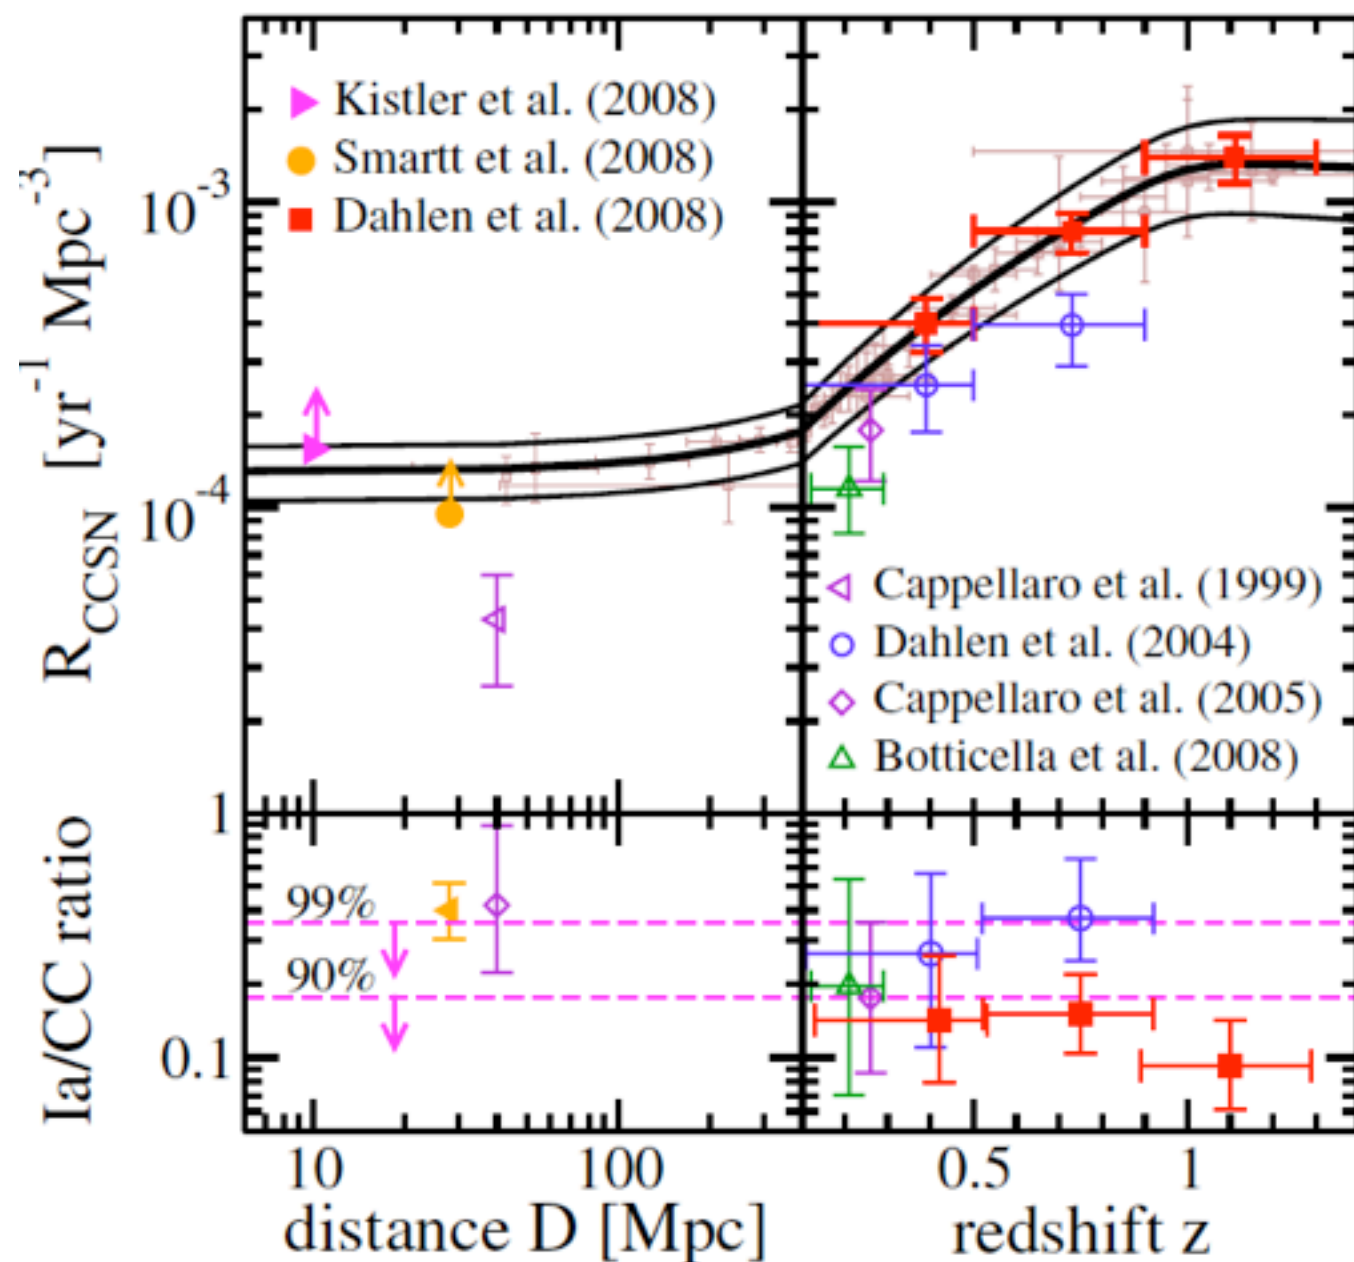 Kistler et al. (2008)
Smartt et al. (2008)
Dahlen et al. (2008)
R_CCSN [yr^-1 Mpc^-3]
10^-3
10^-4
Cappellaro et al. (1999)
Dahlen et al. (2004)
Cappellaro et al. (2005)
Botticella et al. (2008)
Ia/CC ratio
1
99%
90%
0.1
10
100
0.5
1
distance D [Mpc]
redshift z